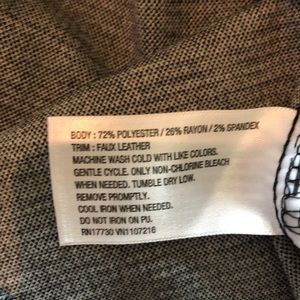 BODY : 72% POLYESTER / 26% RAYON / 2% SPANDEX
TRIM : FAUX LEATHER
MACHINE WASH COLD WITH LIKE COLORS.
GENTLE CYCLE. ONLY NON-CHLORINE BLEACH
WHEN NEEDED. TUMBLE DRY LOW.
REMOVE PROMPTLY.
COOL IRON WHEN NEEDED.
DO NOT IRON ON PU.
RN17730 VN1107216